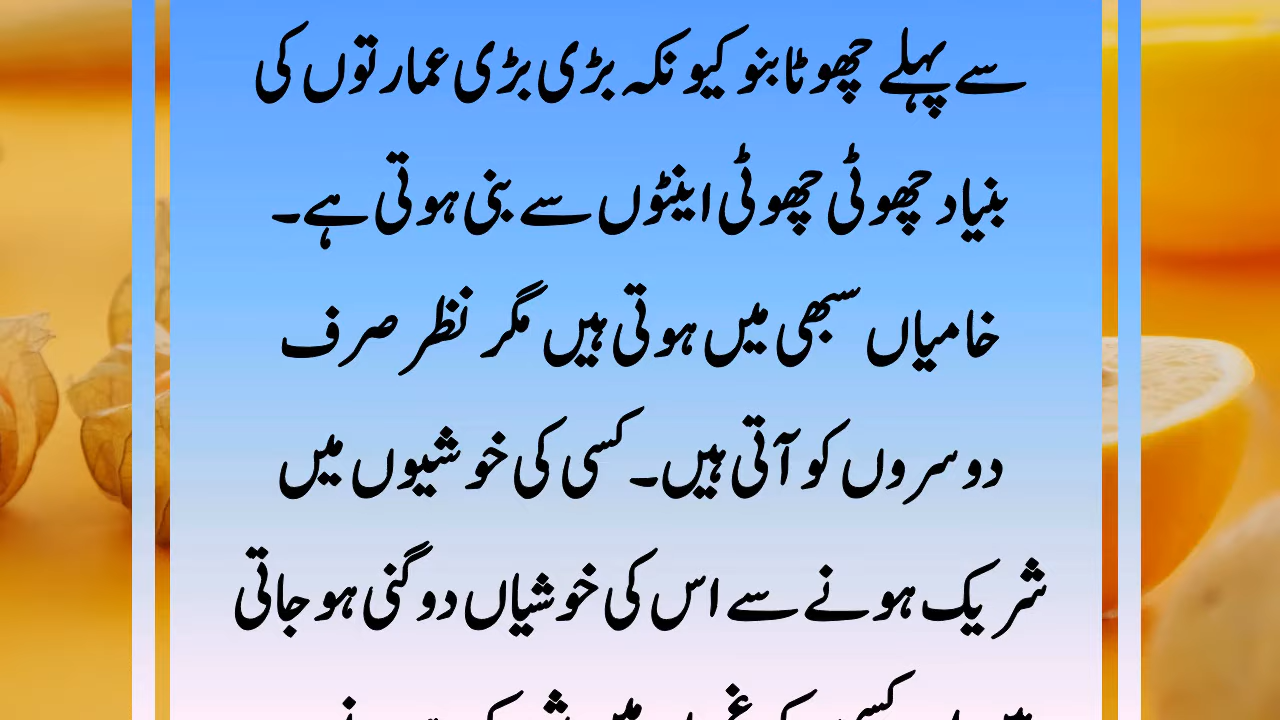 سے پہلے چھوٹا بنو کیونکہ بڑی بڑی عمارتوں کی
بنیاد چھوٹی چھوٹی اینٹوں سے بنی ہوتی ہے۔
خامیاں سبھی میں ہوتی ہیں مگر نظر صرف
دوسروں کو آتی ہیں۔ کسی کی خوشیوں میں
شریک ہونے سے اس کی خوشیاں دوگنی ہو جاتی